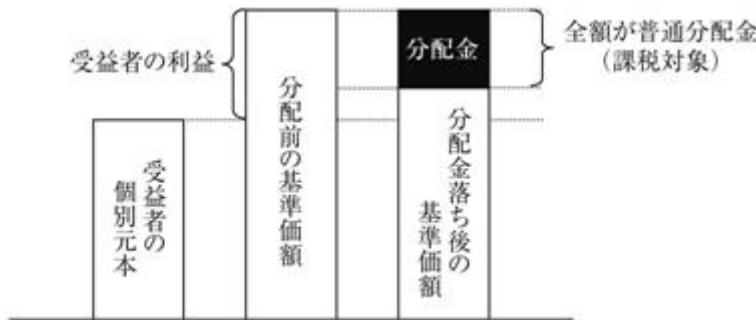 受益者の利益
受益者の
個別元本
分配前の基準価額
分配金
分配金落ち後の
基準価額
全額が普通分配金
(課税対象)